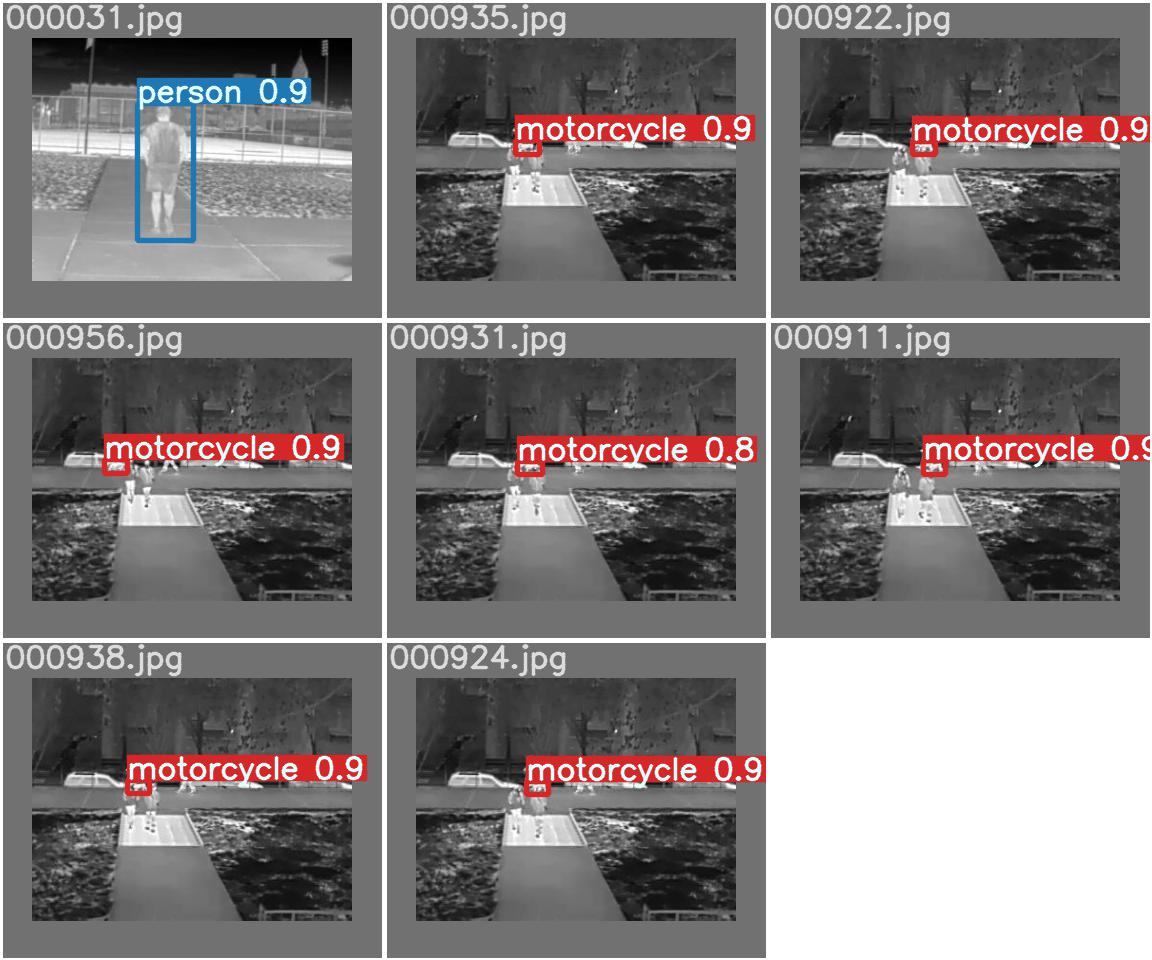 000031.jpg
person 0.9
000935.jpg
motorcycle 0.9
000922.jpg
motorcycle 0.9
000956.jpg
motorcycle 0.9
000931.jpg
motorcycle 0.8
000911.jpg
motorcycle 0.9
000938.jpg
motorcycle 0.9
000924.jpg
motorcycle 0.9